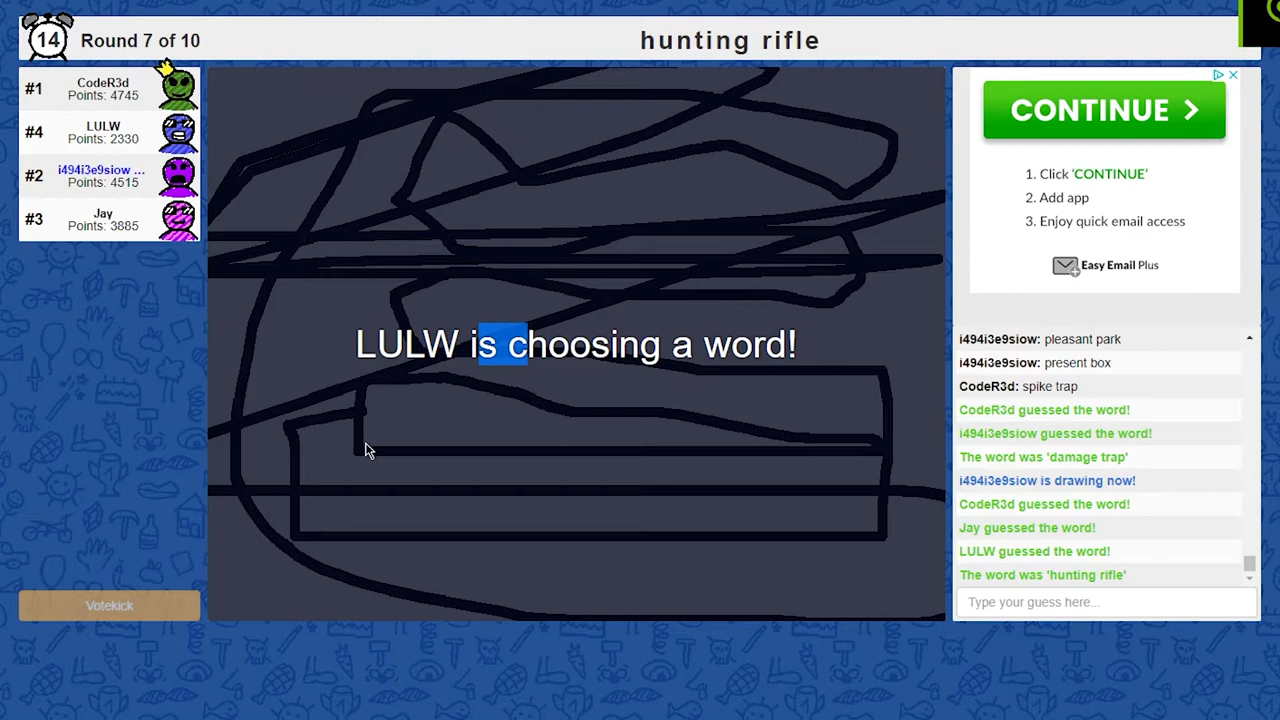 14
Round 7 of 10
hunting rifle
#1
CodeR3d
Points: 4745
#4
LULW
Points: 2330
#2
i494i3e9siow ...
Points: 4515
#3
Jay
Points: 3885
Votekick
LULW is choosing a word!
CONTINUE >
1. Click 'CONTINUE'
2. Add app
3. Enjoy quick email access
Easy Email Plus
i494i3e9siow: pleasant park
i494i3e9siow: present box
CodeR3d: spike trap
CodeR3d guessed the word!
i494i3e9siow guessed the word!
The word was 'damage trap'
i494i3e9siow is drawing now!
CodeR3d guessed the word!
Jay guessed the word!
LULW guessed the word!
The word was 'hunting rifle'
Type your guess here...